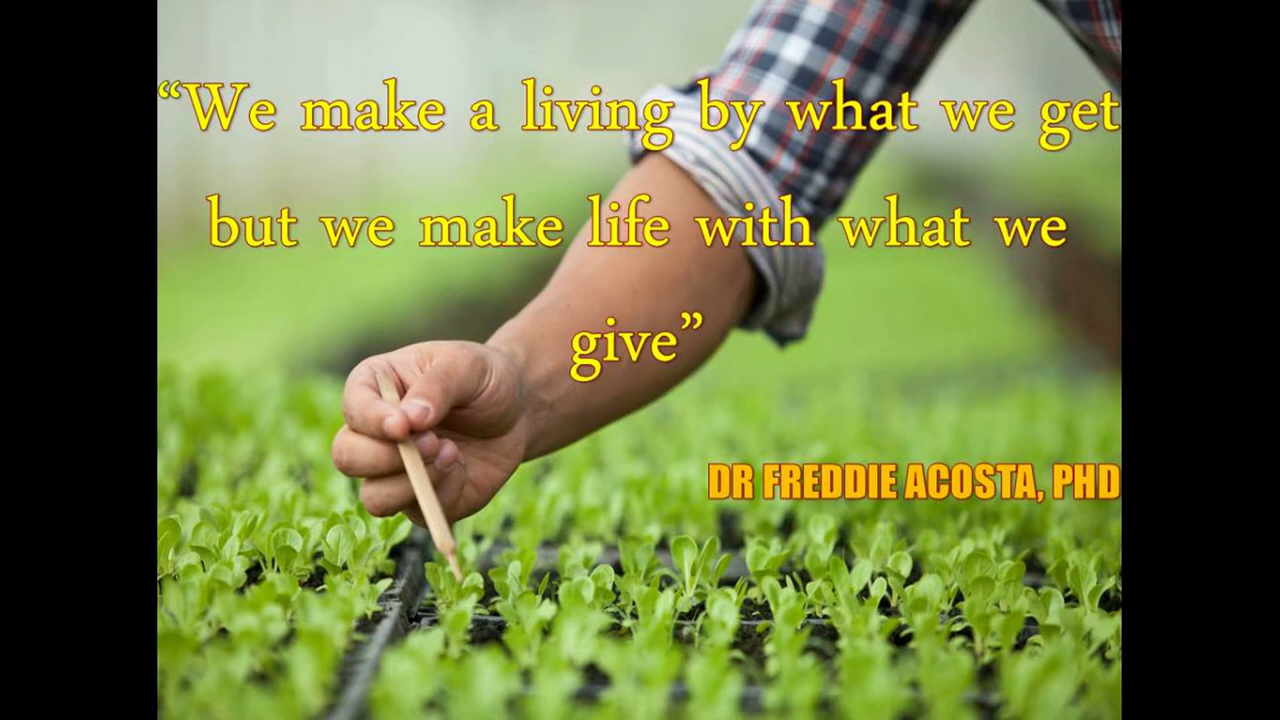 “We make a living by what we get
but we make life with what we
give”
DR FREDDIE ACOSTA, PHD